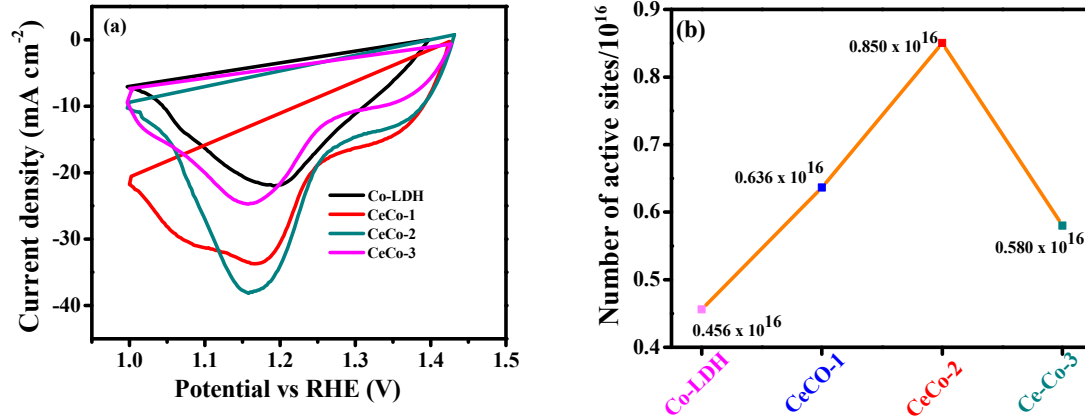 (a)
Current density (mA cm⁻²)
0
-10
-20
-30
-40
Co-LDH
CeCo-1
CeCo-2
CeCo-3
1.0 1.1 1.2 1.3 1.4 1.5
Potential vs RHE (V)
(b)
Number of active sites/10¹⁶
0.9
0.8
0.7
0.6
0.5
0.4
0.850 x 10¹⁶
0.636 x 10¹⁶
0.580 x 10¹⁶
0.456 x 10¹⁶
Co-LDH
CeCO-1
CeCo-2
Ce-Co-3